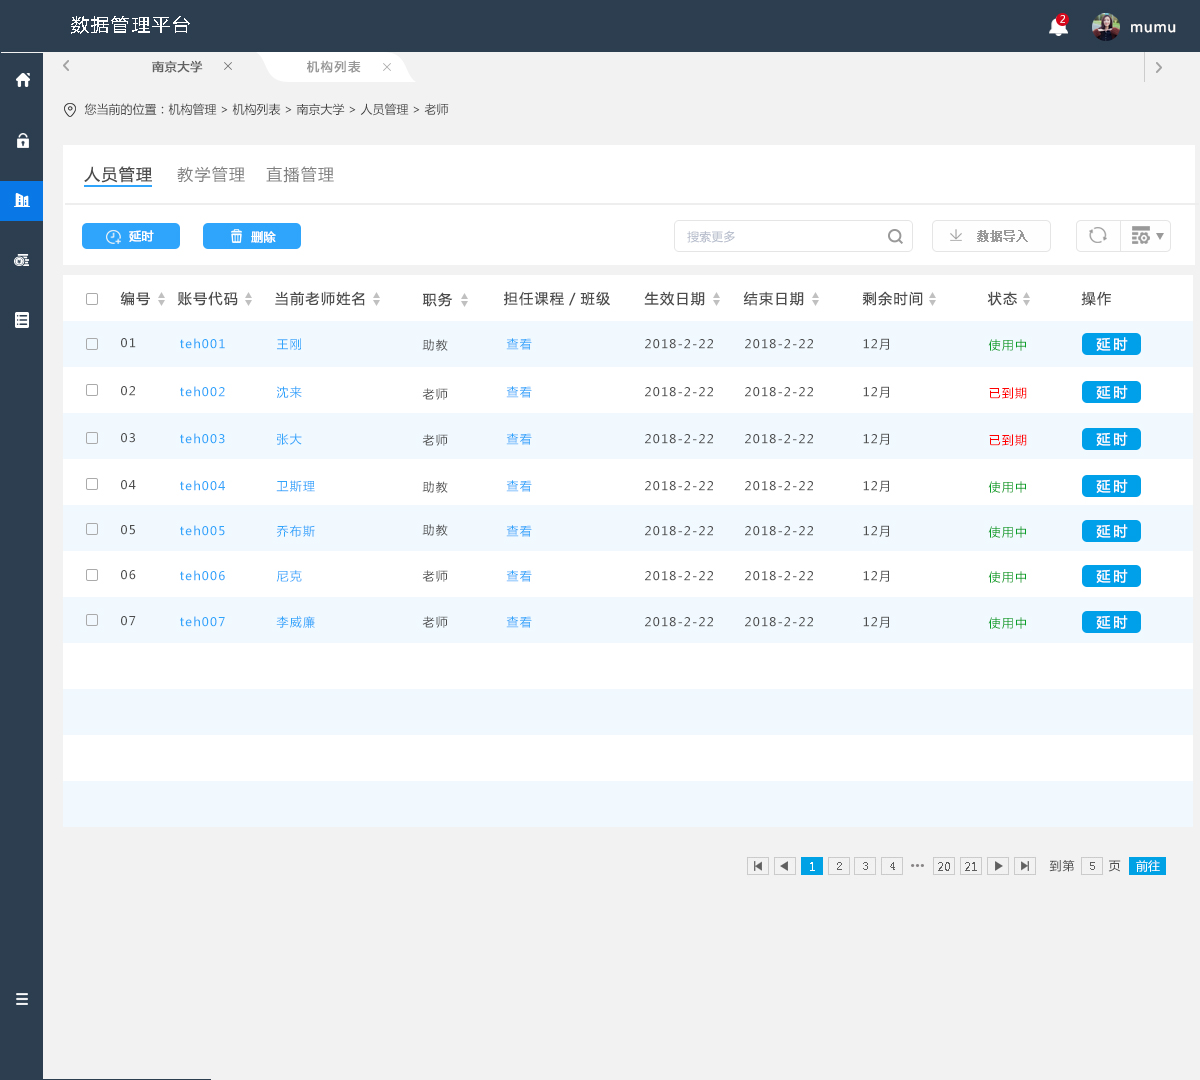 数据管理平台
2
mumu
南京大学 × 机构列表 ×
您当前的位置：机构管理 > 机构列表 > 南京大学 > 人员管理 > 老师
人员管理 教学管理 直播管理
延时 删除 搜索更多 数据导入
编号 账号代码 当前老师姓名 职务 担任课程 / 班级 生效日期 结束日期 剩余时间 状态 操作
01 teh001 王刚 助教 查看 2018-2-22 2018-2-22 12月 使用中 延时
02 teh002 沈来 老师 查看 2018-2-22 2018-2-22 12月 已到期 延时
03 teh003 张大 老师 查看 2018-2-22 2018-2-22 12月 已到期 延时
04 teh004 卫斯理 助教 查看 2018-2-22 2018-2-22 12月 使用中 延时
05 teh005 乔布斯 助教 查看 2018-2-22 2018-2-22 12月 使用中 延时
06 teh006 尼克 老师 查看 2018-2-22 2018-2-22 12月 使用中 延时
07 teh007 李威廉 老师 查看 2018-2-22 2018-2-22 12月 使用中 延时
1 2 3 4 ••• 20 21 到第 5 页 前往